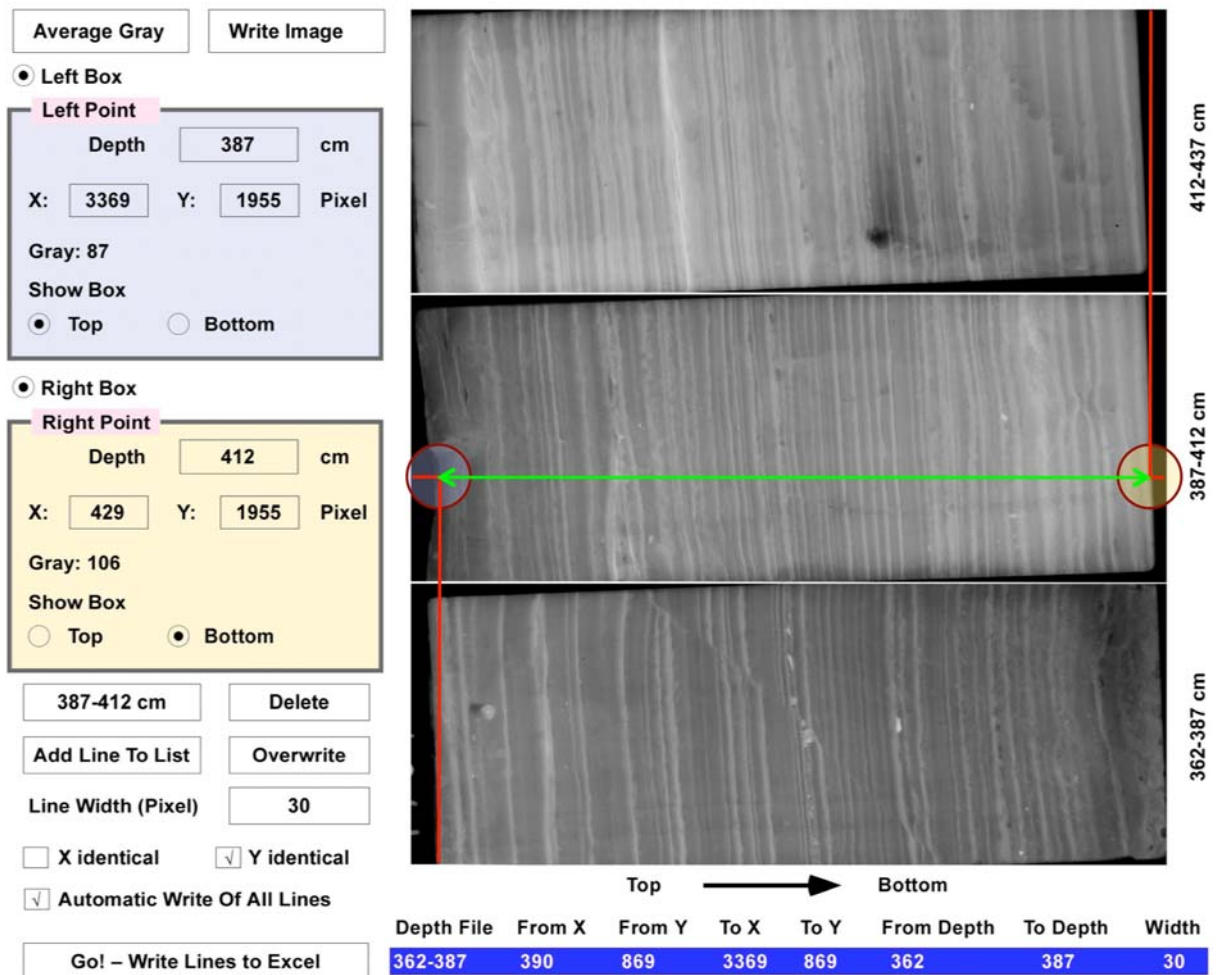 Average Gray Write Image
Left Box
Left Point
Depth 387 cm
X: 3369 Y: 1955 Pixel
Gray: 87
Show Box
Top Bottom
Right Box
Right Point
Depth 412 cm
X: 429 Y: 1955 Pixel
Gray: 106
Show Box
Top Bottom
387-412 cm Delete
Add Line To List Overwrite
Line Width (Pixel) 30
X identical √ Y identical
√ Automatic Write Of All Lines
Go! – Write Lines to Excel
412-437 cm
387-412 cm
362-387 cm
Top Bottom
Depth File From X From Y To X To Y From Depth To Depth Width
362-387 390 869 3369 869 362 387 30